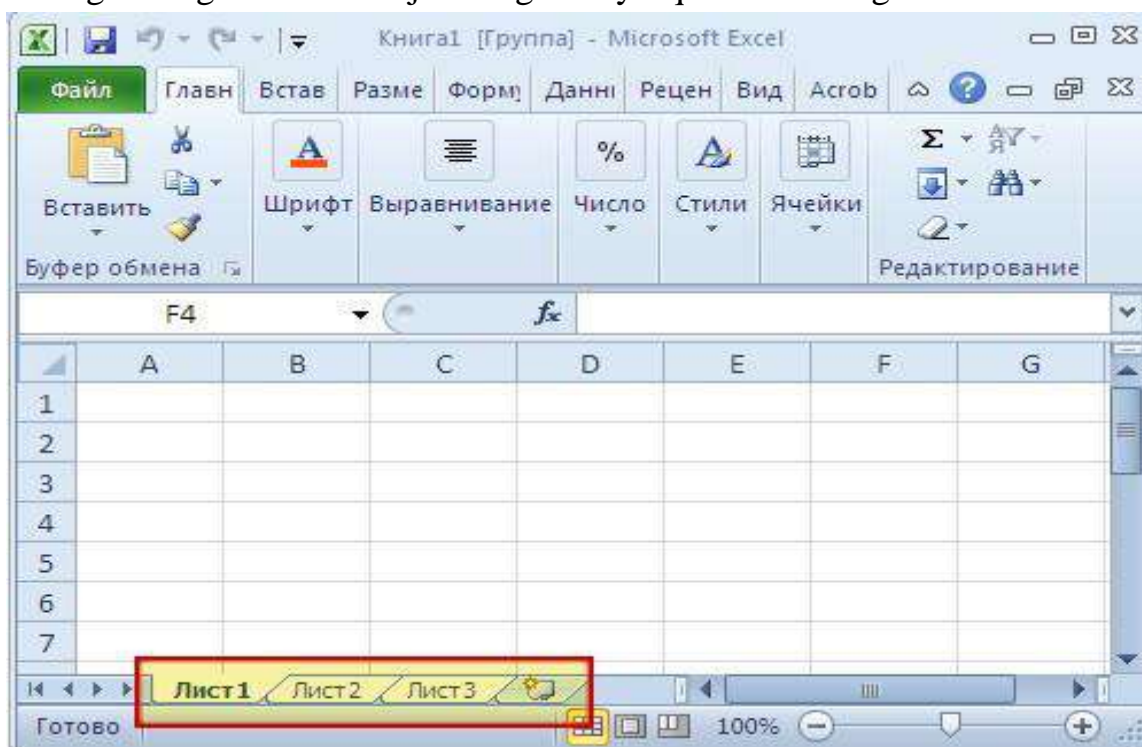 Книга1 [Группа] - Microsoft Excel
Файл Главн Встав Разме Форму Данні Рецен Вид Acrob
Вставить Шрифт Выравнивание % Число Стили Ячейки Σ
Буфер обмена Редактирование
F4 fx
A B C D E F G
1
2
3
4
5
6
7
Лист1 Лист2 Лист3
Готово 100%